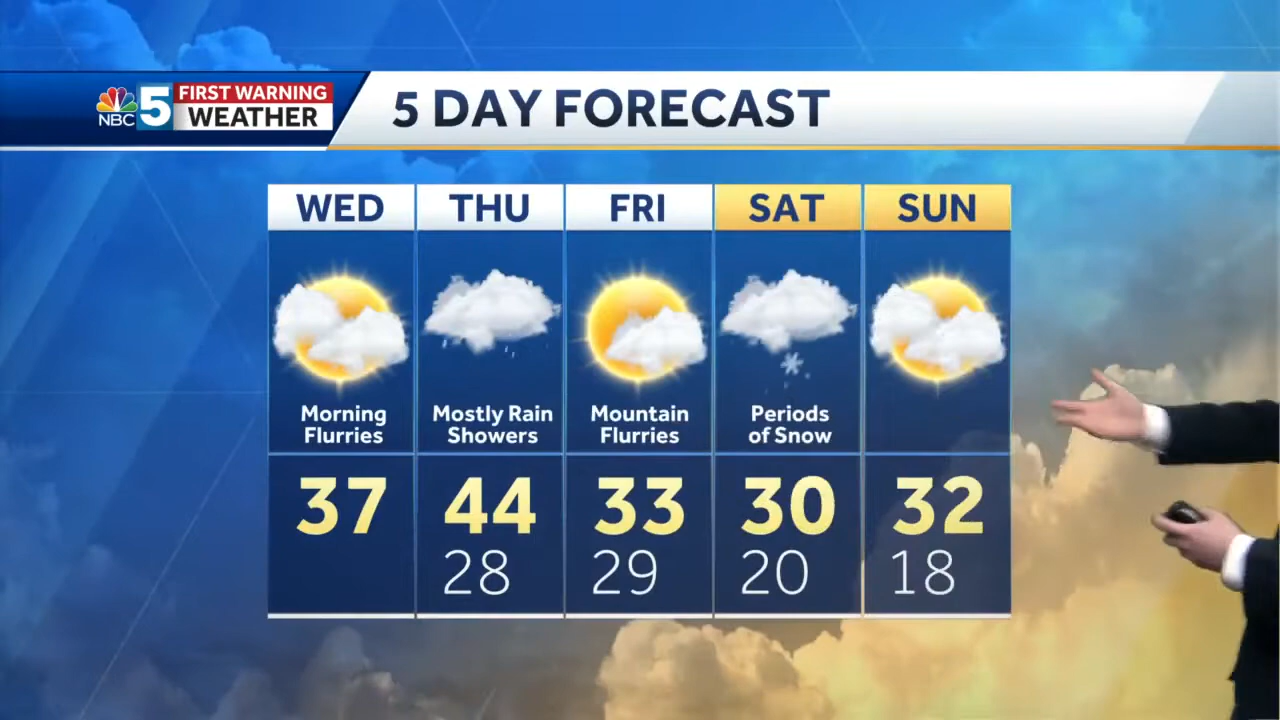 NBC 5 FIRST WARNING
WEATHER
5 DAY FORECAST
WED THU FRI SAT SUN
Morning Flurries
Mostly Rain Showers
Mountain Flurries
Periods of Snow
37 44 33 30 32
28 29 20 18